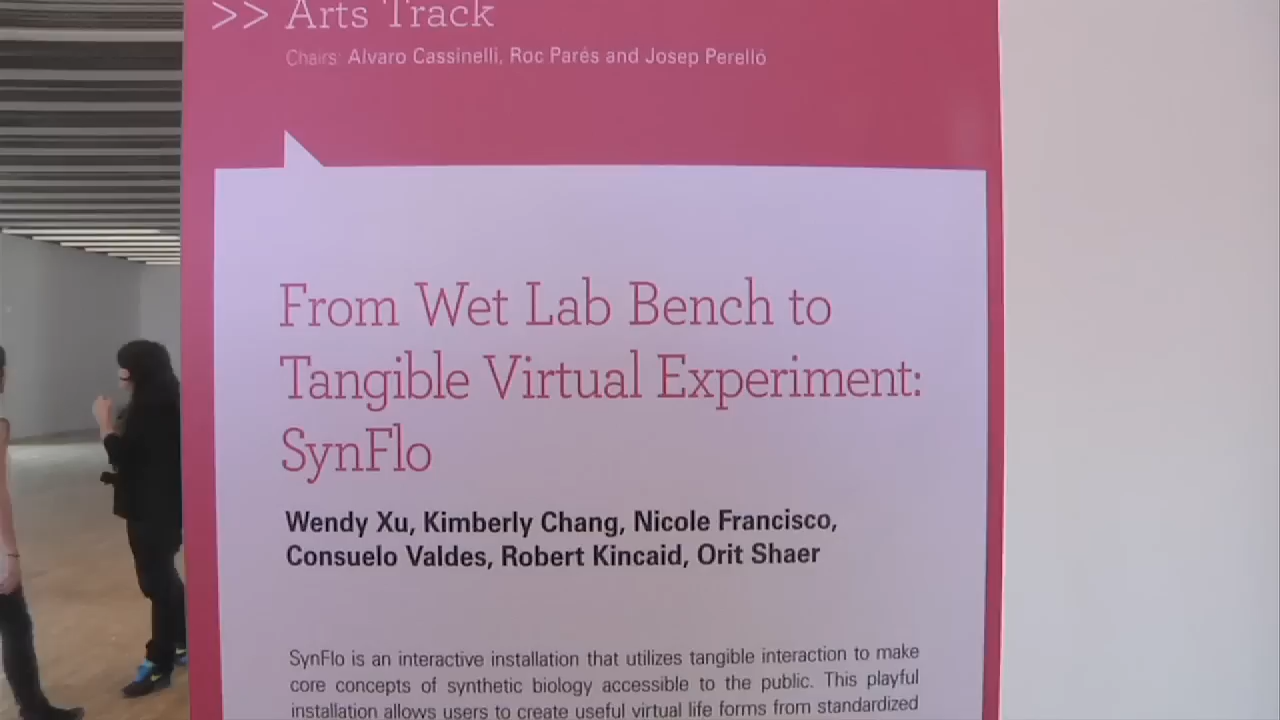 >> Arts Track
Chairs: Alvaro Cassinelli, Roc Parés and Josep Perelló
From Wet Lab Bench to
Tangible Virtual Experiment:
SynFlo
Wendy Xu, Kimberly Chang, Nicole Francisco,
Consuelo Valdes, Robert Kincaid, Orit Shaer
SynFlo is an interactive installation that utilizes tangible interaction to make
core concepts of synthetic biology accessible to the public. This playful
installation allows users to create useful virtual life forms from standardized